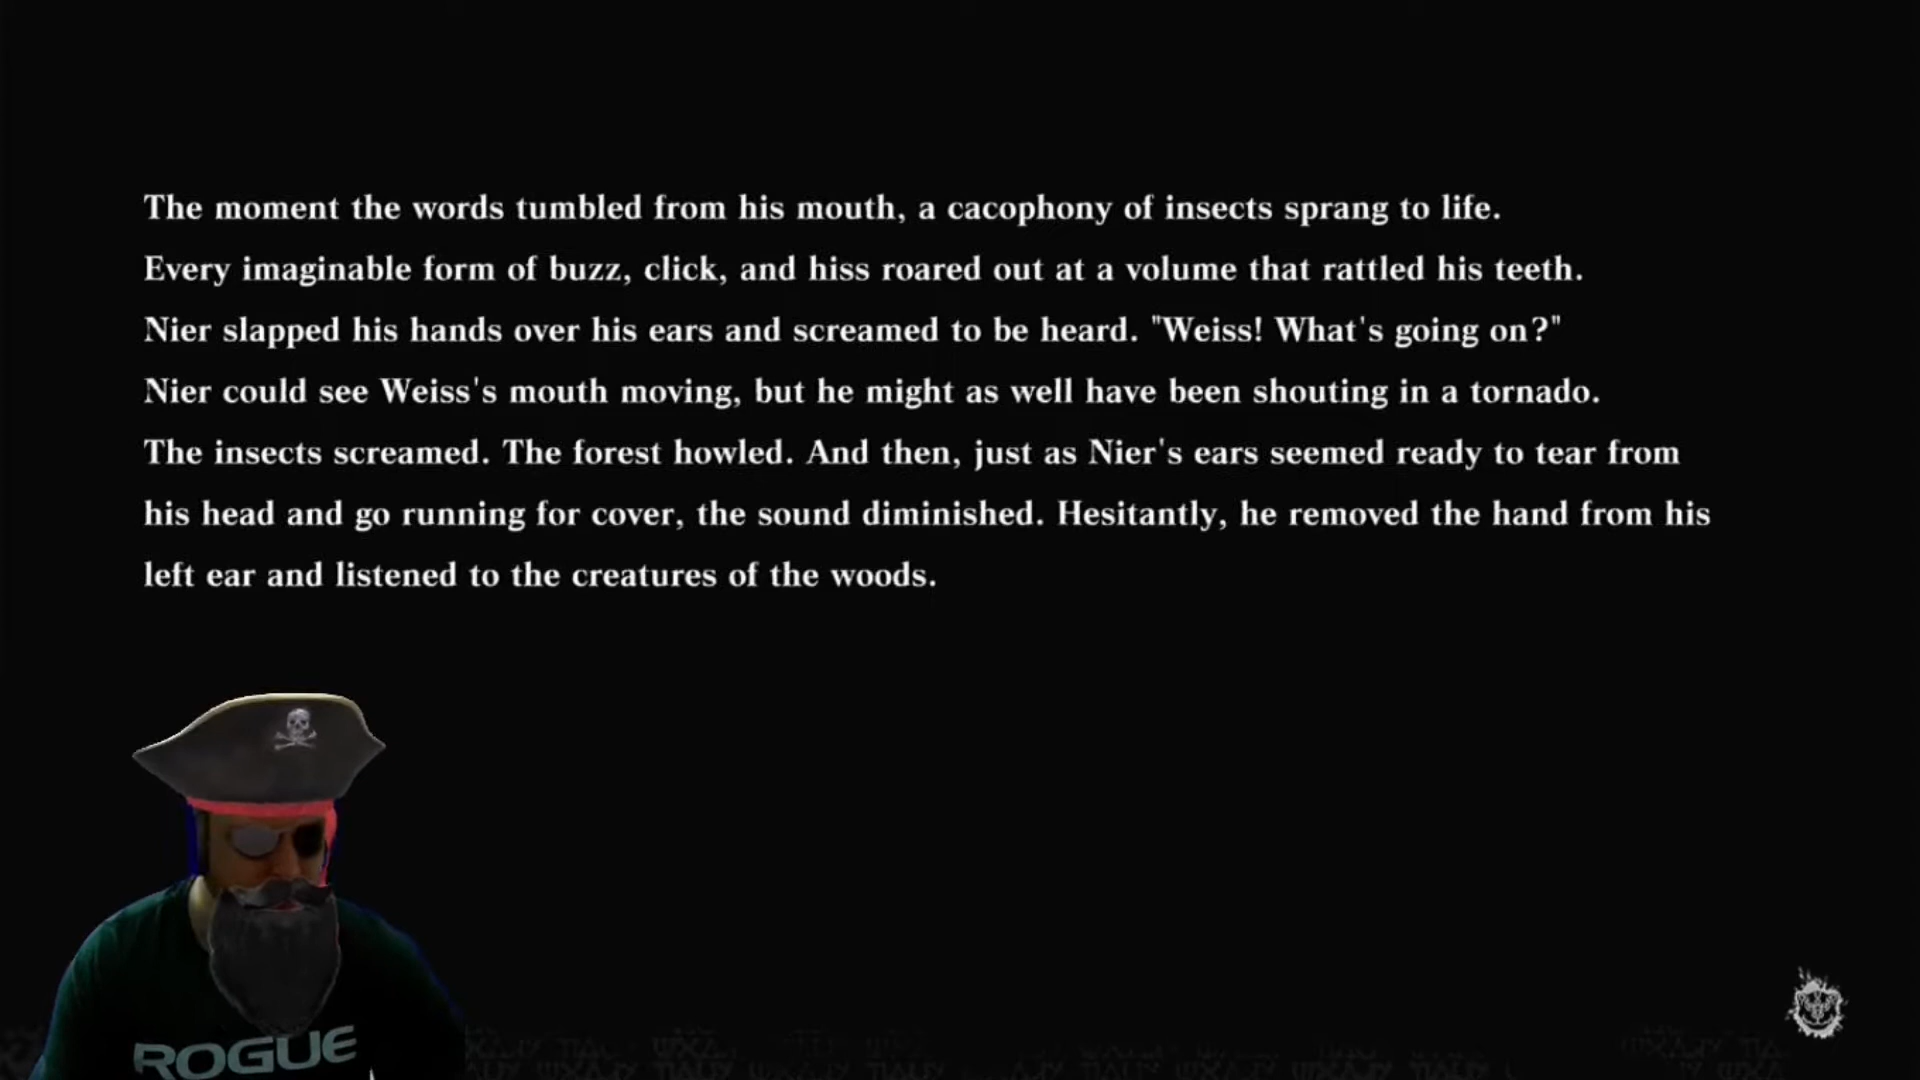 The moment the words tumbled from his mouth, a cacophony of insects sprang to life.
Every imaginable form of buzz, click, and hiss roared out at a volume that rattled his teeth.
Nier slapped his hands over his ears and screamed to be heard. "Weiss! What's going on?"
Nier could see Weiss's mouth moving, but he might as well have been shouting in a tornado.
The insects screamed. The forest howled. And then, just as Nier's ears seemed ready to tear from
his head and go running for cover, the sound diminished. Hesitantly, he removed the hand from his
left ear and listened to the creatures of the woods.
ROGUE